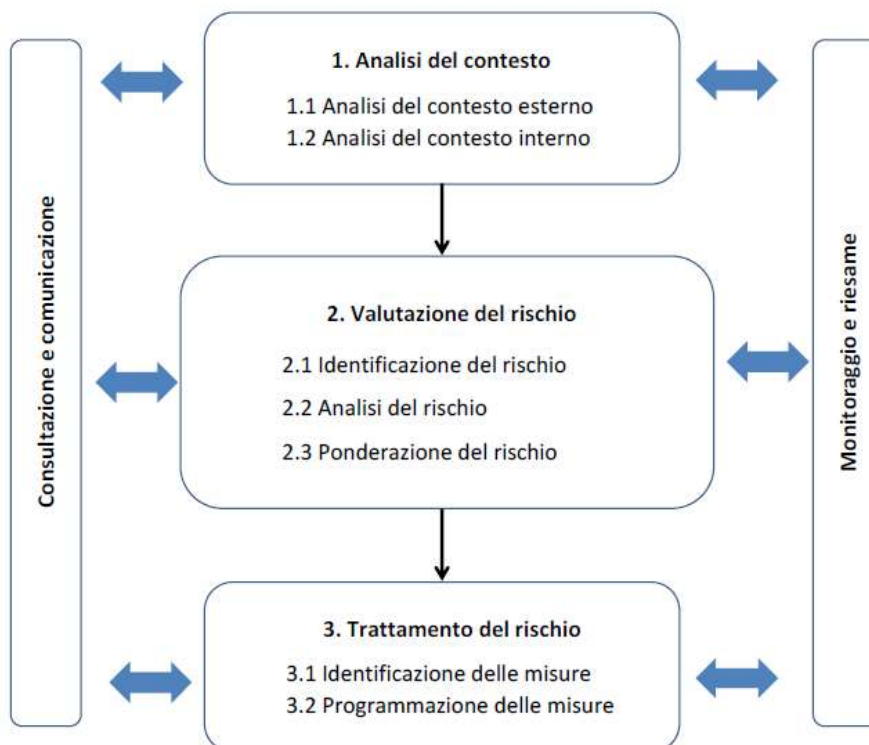 Consultazione e comunicazione
1. Analisi del contesto
1.1 Analisi del contesto esterno
1.2 Analisi del contesto interno
2. Valutazione del rischio
2.1 Identificazione del rischio
2.2 Analisi del rischio
2.3 Ponderazione del rischio
3. Trattamento del rischio
3.1 Identificazione delle misure
3.2 Programmazione delle misure
Monitoraggio e riesame